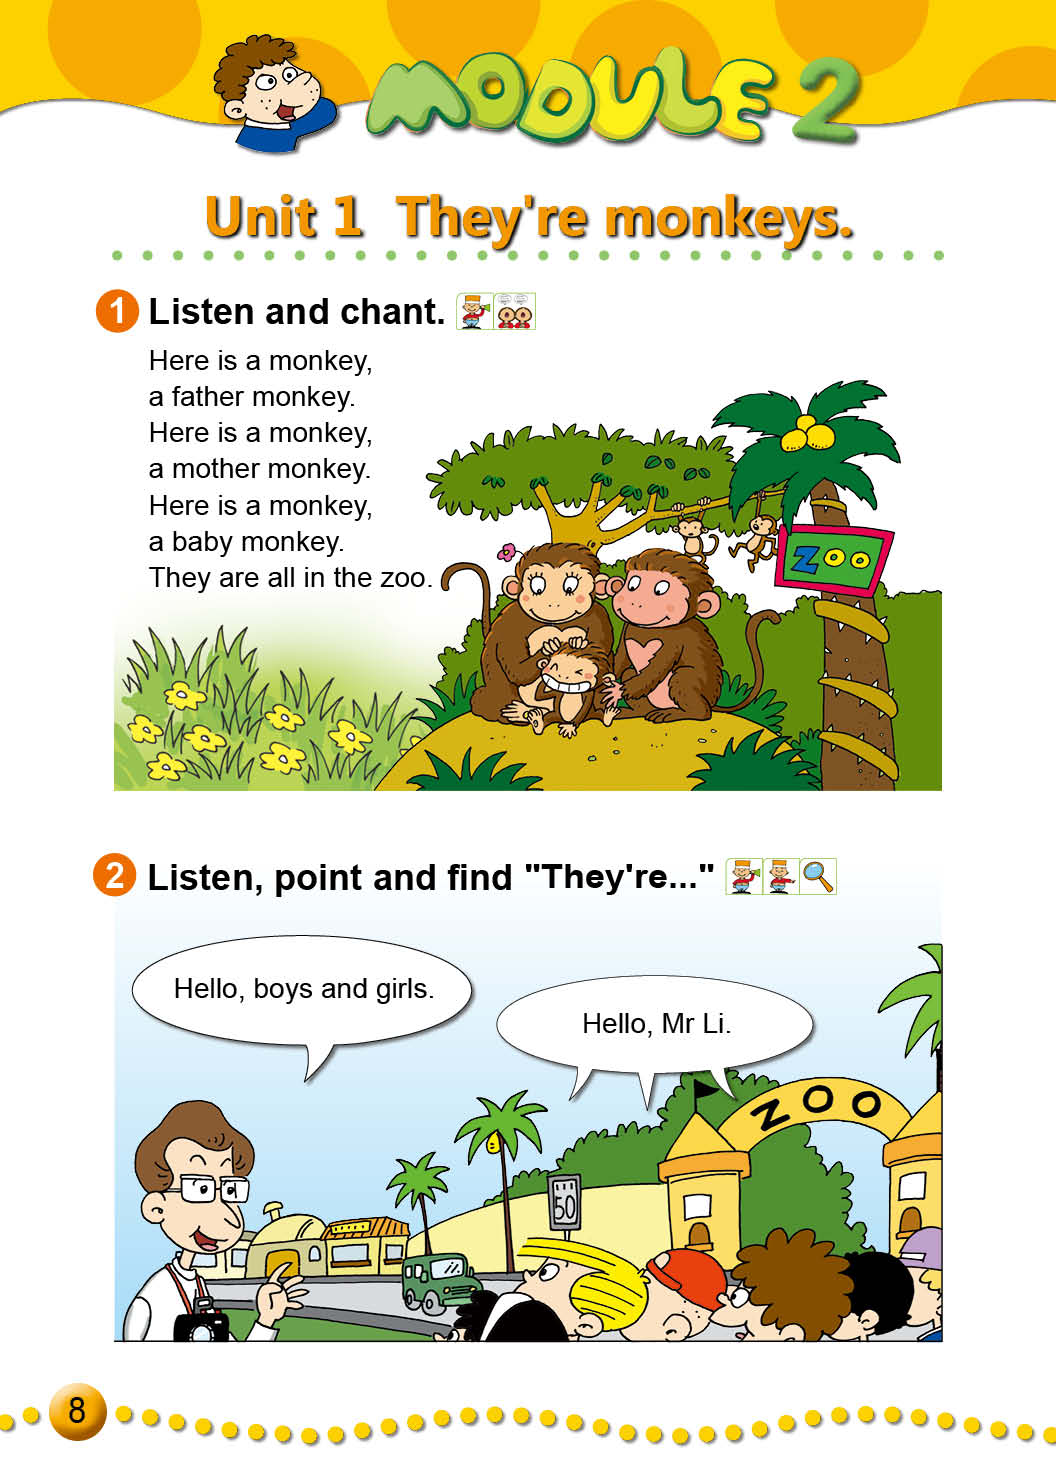 MODULE 2
Unit 1 They're monkeys.
1 Listen and chant.
Here is a monkey,
a father monkey.
Here is a monkey,
a mother monkey.
Here is a monkey,
a baby monkey.
They are all in the zoo.
ZOO
2 Listen, point and find "They're..."
Hello, boys and girls.
Hello, Mr Li.
ZOO
50
8